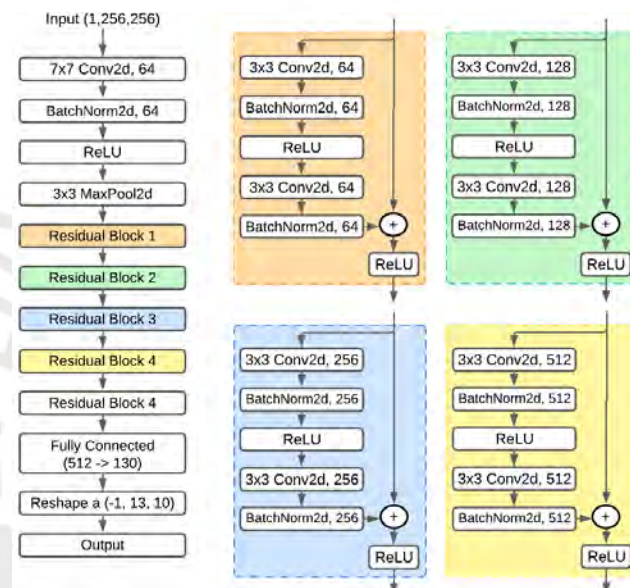 Input (1,256,256)
7x7 Conv2d, 64
BatchNorm2d, 64
ReLU
3x3 MaxPool2d
Residual Block 1
Residual Block 2
Residual Block 3
Residual Block 4
Residual Block 4
Fully Connected
(512 -> 130)
Reshape a (-1, 13, 10)
Output
3x3 Conv2d, 64
BatchNorm2d, 64
ReLU
3x3 Conv2d, 64
BatchNorm2d, 64
+
ReLU
3x3 Conv2d, 128
BatchNorm2d, 128
ReLU
3x3 Conv2d, 128
BatchNorm2d, 128
+
ReLU
3x3 Conv2d, 256
BatchNorm2d, 256
ReLU
3x3 Conv2d, 256
BatchNorm2d, 256
+
ReLU
3x3 Conv2d, 512
BatchNorm2d, 512
ReLU
3x3 Conv2d, 512
BatchNorm2d, 512
+
ReLU